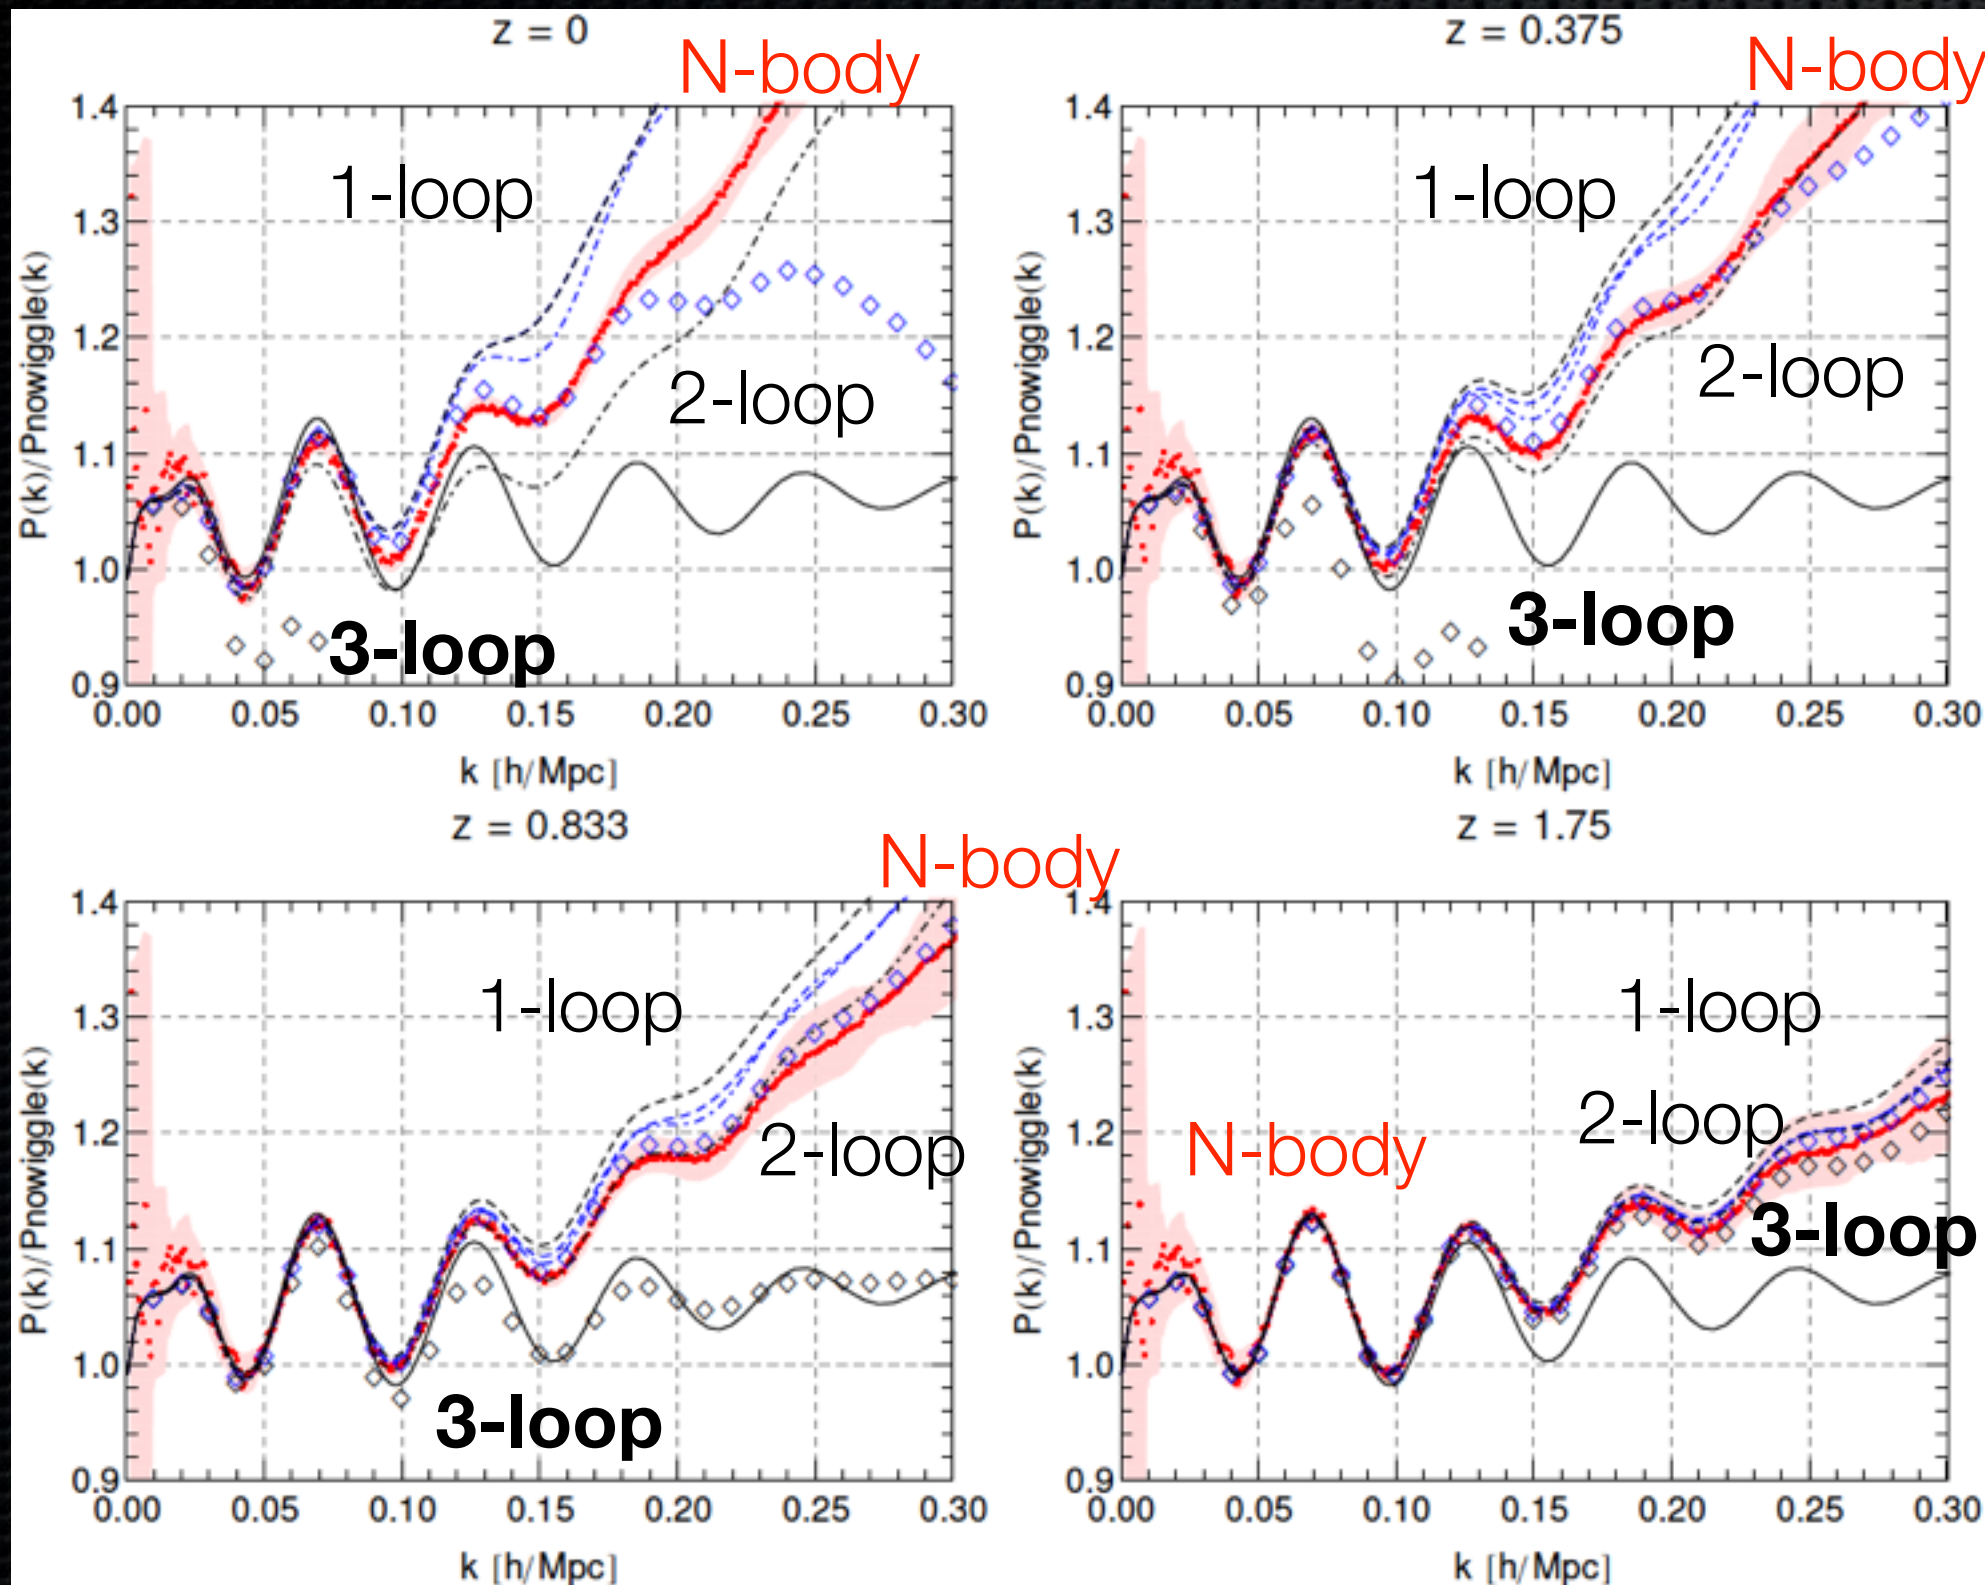 z = 0
N-body
1.4
1.3
1.2
1.1
1.0
0.9
P(k)/Pnowiggle(k)
1-loop
2-loop
3-loop
0.00 0.05 0.10 0.15 0.20 0.25 0.30
k [h/Mpc]
z = 0.375
N-body
1.4
1.3
1.2
1.1
1.0
0.9
P(k)/Pnowiggle(k)
1-loop
2-loop
3-loop
0.00 0.05 0.10 0.15 0.20 0.25 0.30
k [h/Mpc]
z = 0.833
N-body
1.4
1.3
1.2
1.1
1.0
0.9
P(k)/Pnowiggle(k)
1-loop
2-loop
3-loop
0.00 0.05 0.10 0.15 0.20 0.25 0.30
k [h/Mpc]
z = 1.75
1.4
1.3
1.2
1.1
1.0
0.9
P(k)/Pnowiggle(k)
1-loop
2-loop
N-body
3-loop
0.00 0.05 0.10 0.15 0.20 0.25 0.30
k [h/Mpc]